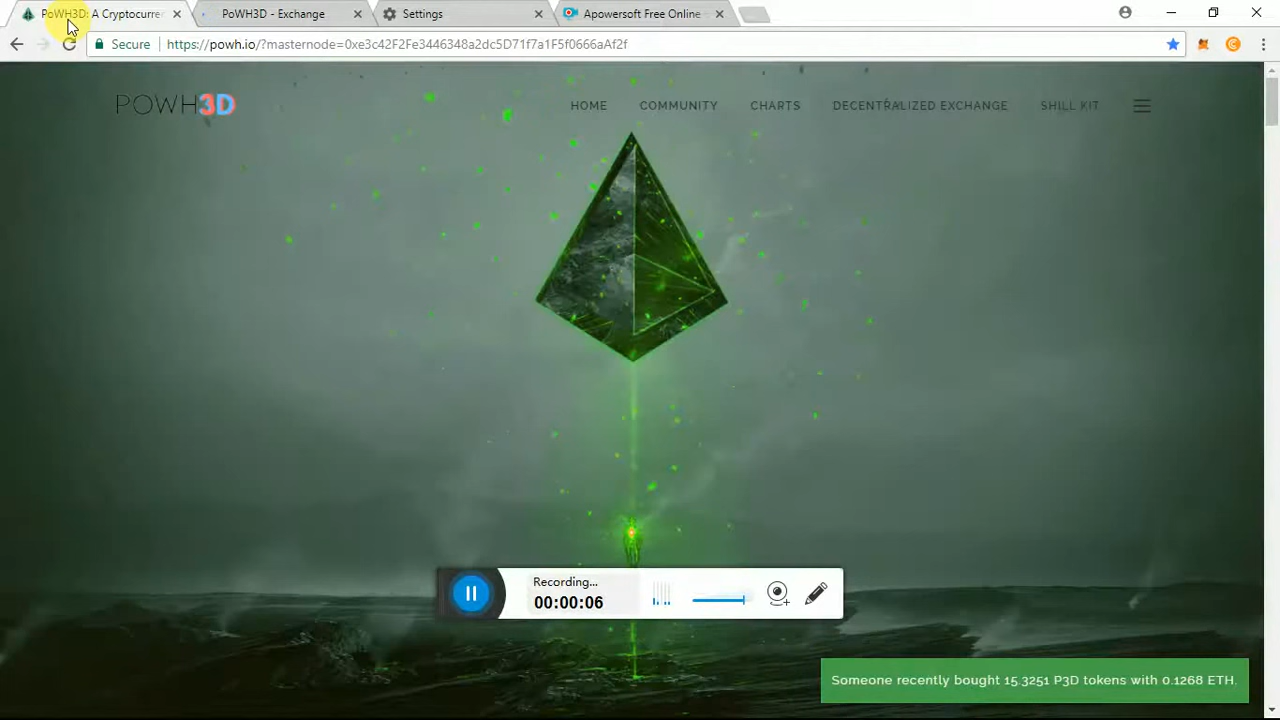 PoWH3D: A Cryptocurre
PoWH3D - Exchange
Settings
Apowersoft Free Online
Secure
https://powh.io/?masternode=0xe3c42F2Fe3446348a2dc5D71f7a1F5f0666aAf2f
POWH3D
HOME
COMMUNITY
CHARTS
DECENTRALIZED EXCHANGE
SHILL KIT
Recording...
00:00:06
Someone recently bought 15.3251 P3D tokens with 0.1268 ETH.